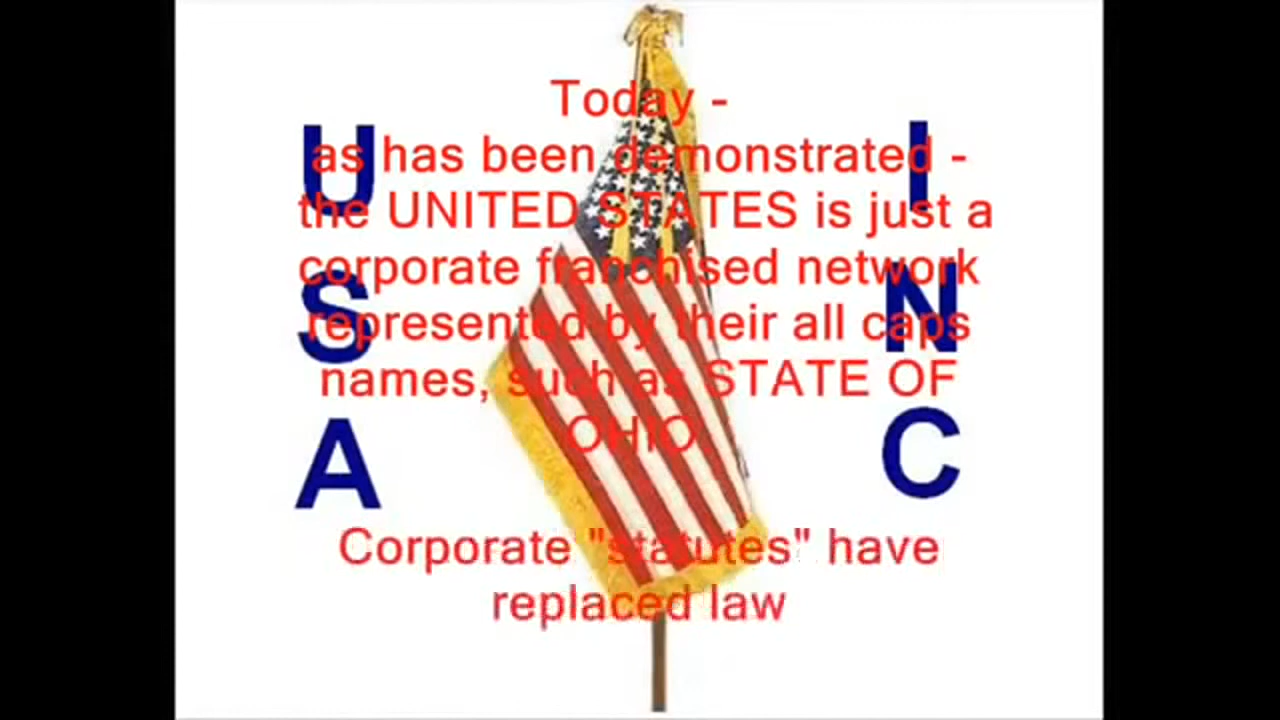 Today -
as has been demonstrated -
the UNITED STATES is just a
corporate franchised network
represented by their all caps
names, such as STATE OF
OHIO
Corporate "statutes" have
replaced law
U
S
A
I
N
C